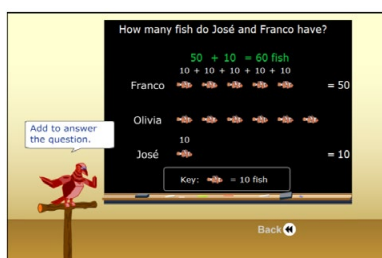 How many fish do José and Franco have?
50 + 10 = 60 fish
10 + 10 + 10 + 10 + 10
Franco = 50
Olivia
Add to answer
the question.
10
José = 10
Key: = 10 fish
Back